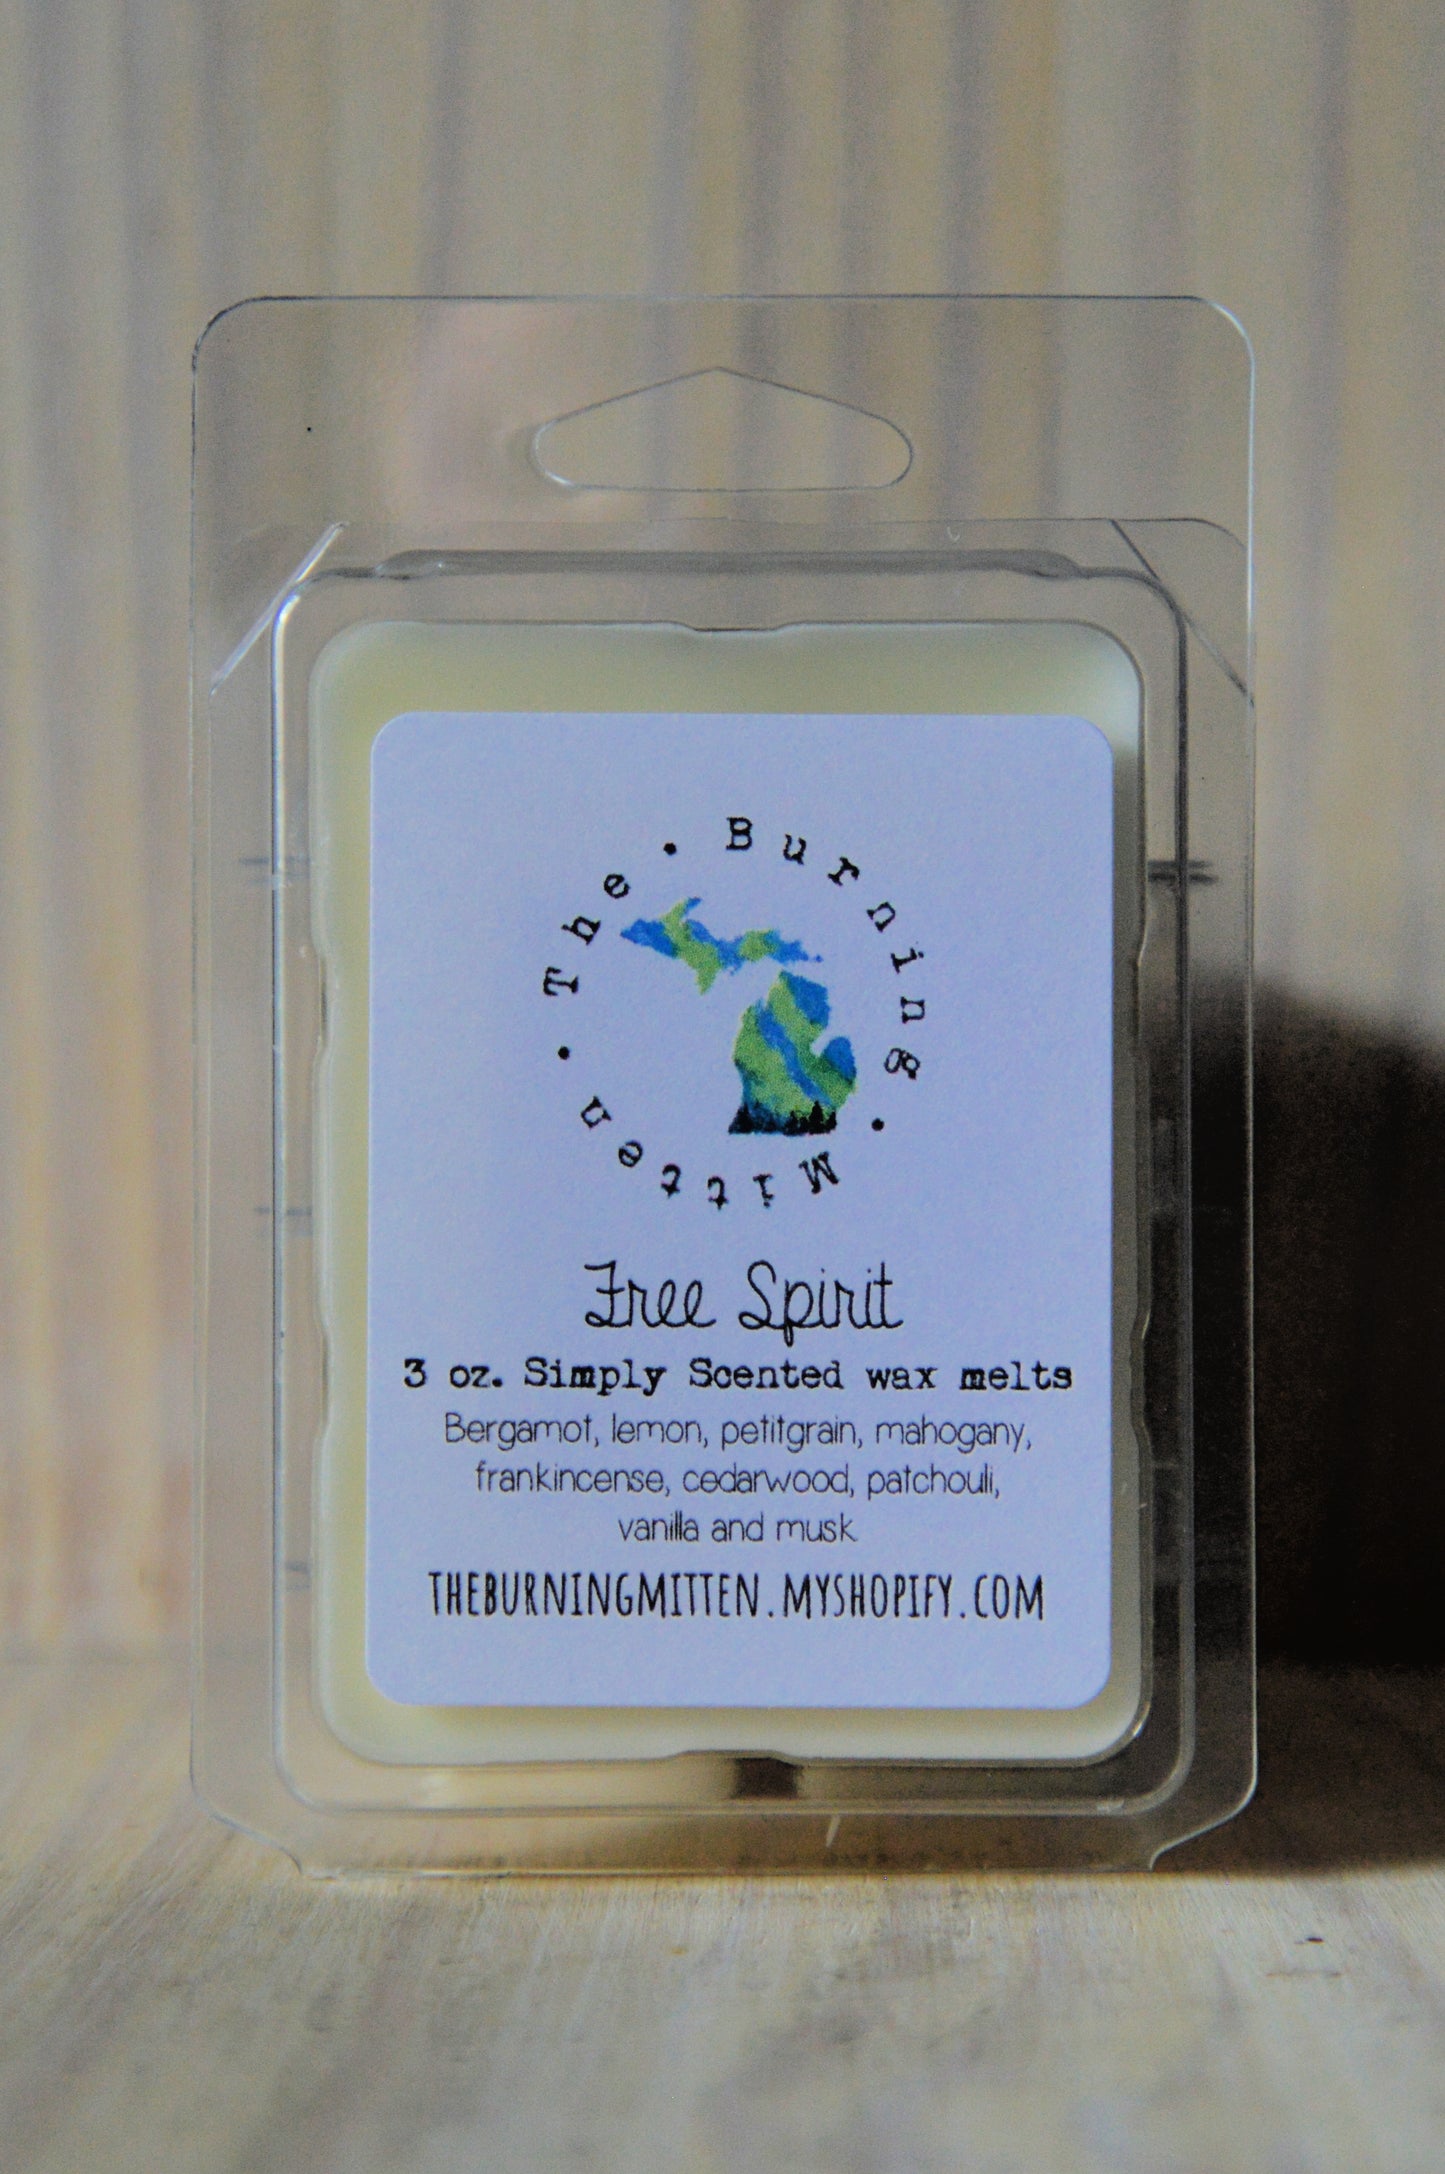 The • Burning • Mitten •
Free Spirit
3 oz. Simply Scented wax melts
Bergamot, lemon, petitgrain, mahogany,
frankincense, cedarwood, patchouli,
vanilla and musk
THEBURNINGMITTEN.MYSHOPIFY.COM